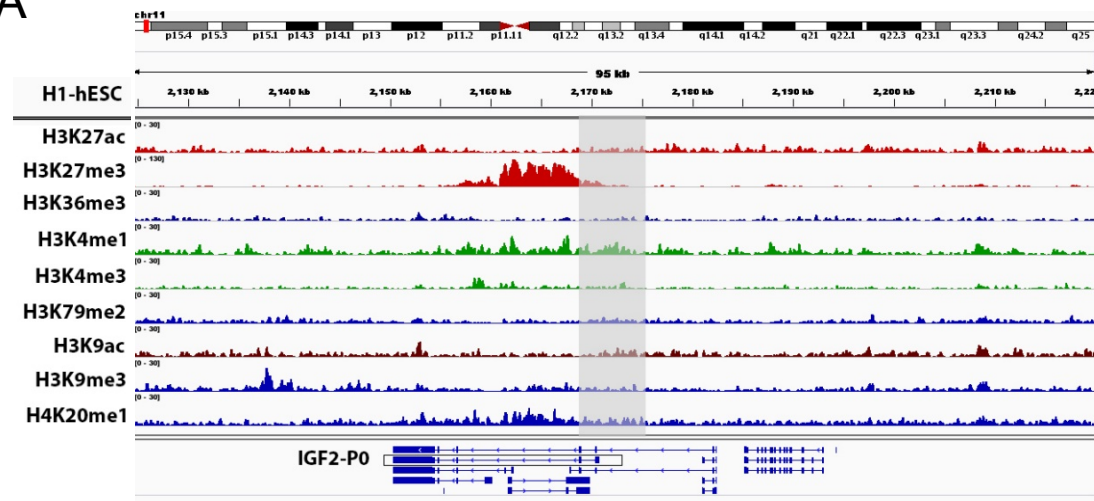 A
chr11
p15.4 p15.3 p15.1 p14.3 p14.1 p13 p12 p11.2 p11.11 q12.2 q13.2 q13.4 q14.1 q14.2 q21 q22.1 q22.3 q23.1 q23.3 q24.2 q25
95 kb
H1-hESC
2,130 kb 2,140 kb 2,150 kb 2,160 kb 2,170 kb 2,180 kb 2,190 kb 2,200 kb 2,210 kb 2,22
[0 - 30]
H3K27ac
[0 - 130]
H3K27me3
[0 - 30]
H3K36me3
[0 - 30]
H3K4me1
[0 - 30]
H3K4me3
[0 - 30]
H3K79me2
[0 - 30]
H3K9ac
[0 - 30]
H3K9me3
[0 - 30]
H4K20me1
IGF2-P0